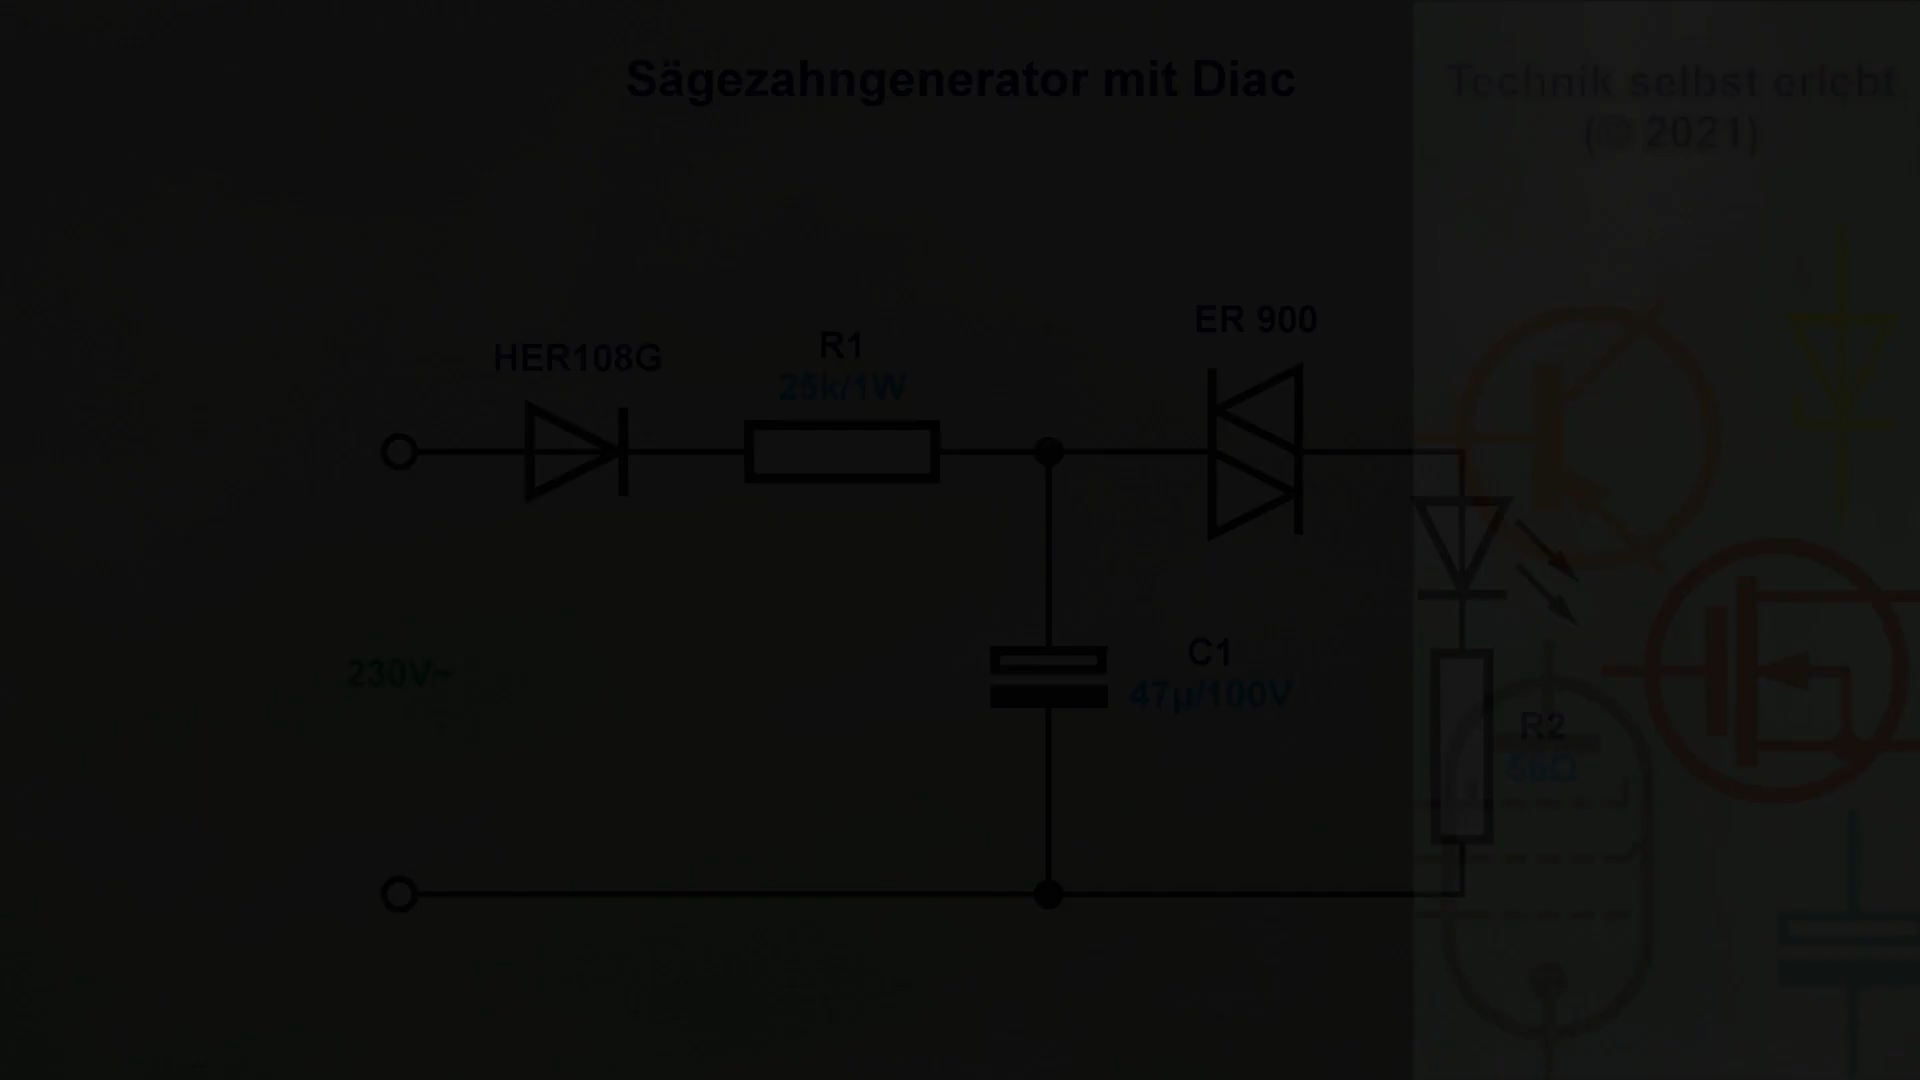 Sägezahngenerator mit Diac
Technik selbst erlebt
(© 2021)
ER 900
R1
HER108G
25k/1W
C1
230V~
47µ/100V
R2
56Ω